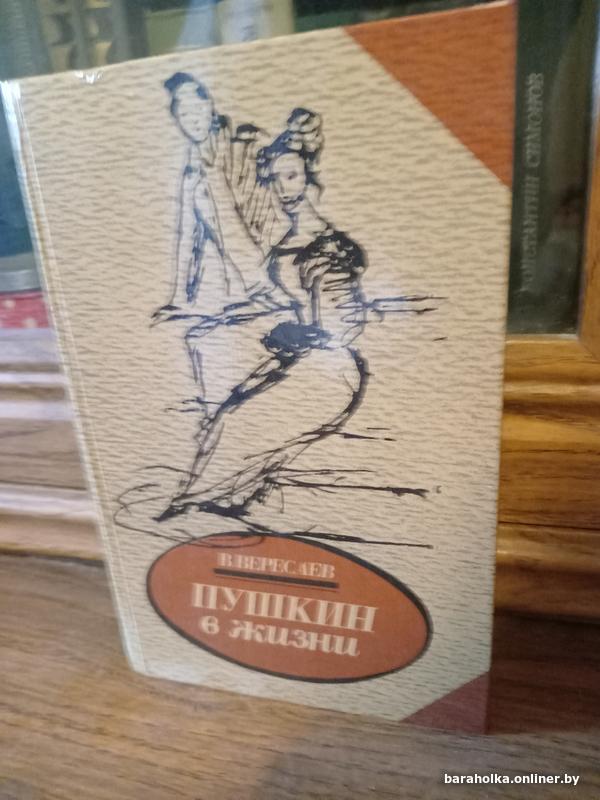 В. ВЕРЕСАЕВ
ПУШКИН
в жизни
КОНСТАНТИН СИМОНОВ
baraholka.onliner.by